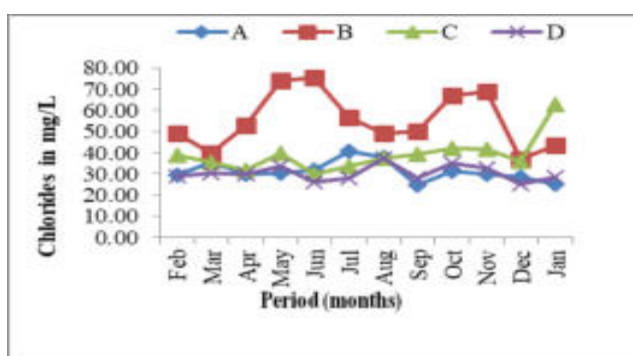 A B C D
80.00
70.00
60.00
50.00
40.00
30.00
20.00
10.00
0.00
Chlorides in mg/L
Feb Mar Apr May Jun Jul Aug Sep Oct Nov Dec Jan
Period (months)